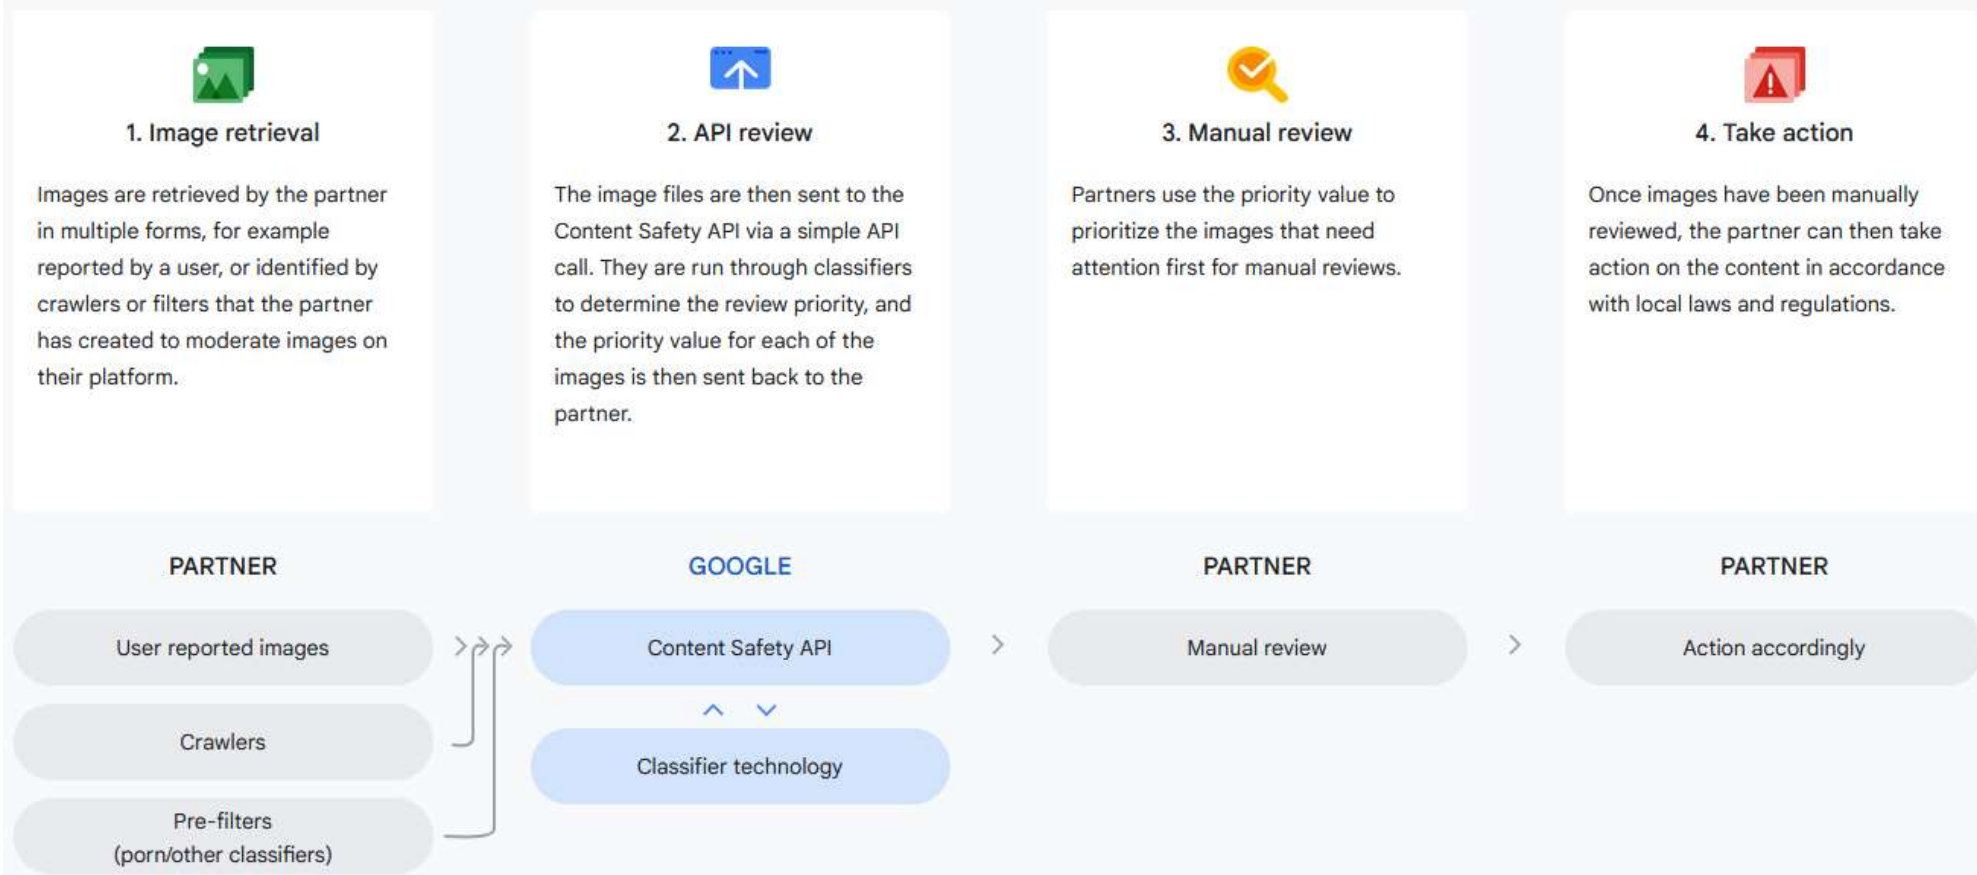 1. Image retrieval
Images are retrieved by the partner
in multiple forms, for example
reported by a user, or identified by
crawlers or filters that the partner
has created to moderate images on
their platform.
2. API review
The image files are then sent to the
Content Safety API via a simple API
call. They are run through classifiers
to determine the review priority, and
the priority value for each of the
images is then sent back to the
partner.
3. Manual review
Partners use the priority value to
prioritize the images that need
attention first for manual reviews.
4. Take action
Once images have been manually
reviewed, the partner can then take
action on the content in accordance
with local laws and regulations.
PARTNER
User reported images
Crawlers
Pre-filters
(porn/other classifiers)
GOOGLE
Content Safety API
Classifier technology
PARTNER
Manual review
PARTNER
Action accordingly